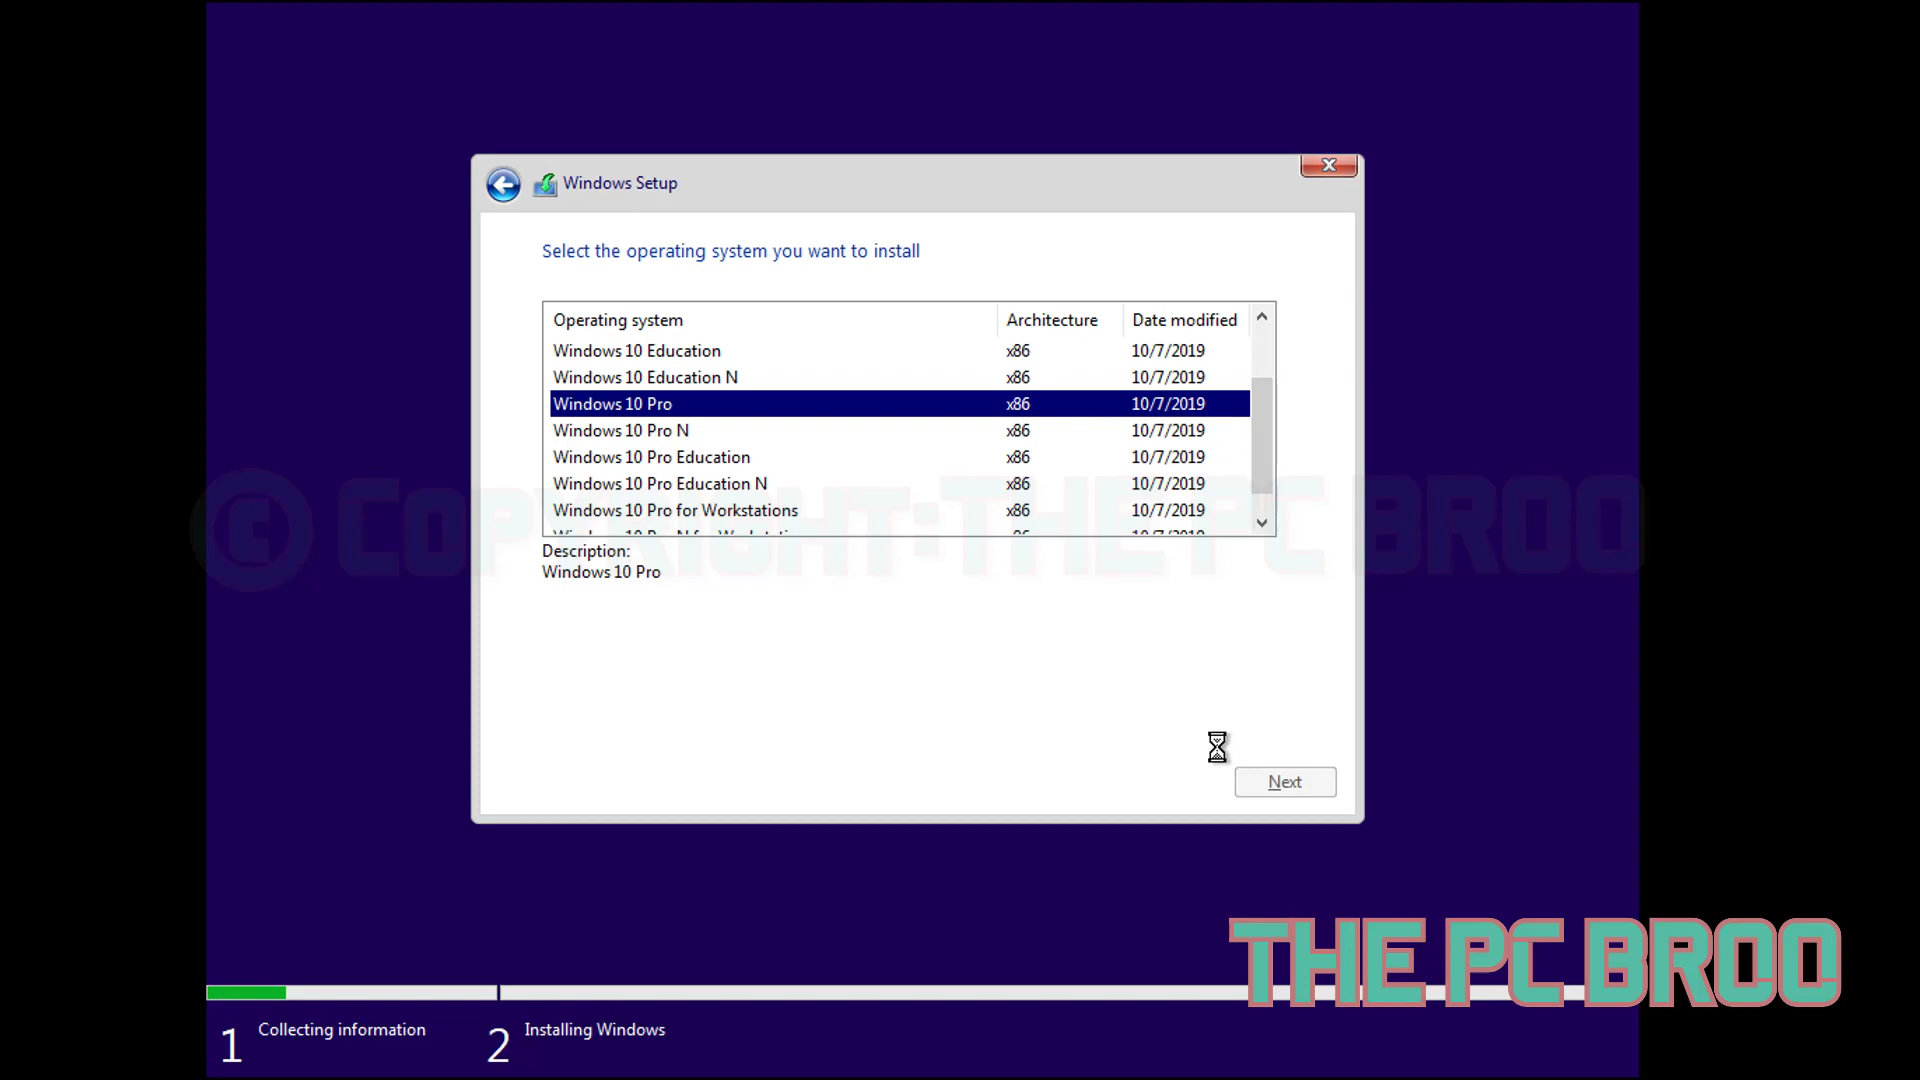 Windows Setup
Select the operating system you want to install
Operating system Architecture Date modified
Windows 10 Education x86 10/7/2019
Windows 10 Education N x86 10/7/2019
Windows 10 Pro x86 10/7/2019
Windows 10 Pro N x86 10/7/2019
Windows 10 Pro Education x86 10/7/2019
Windows 10 Pro Education N x86 10/7/2019
Windows 10 Pro for Workstations x86 10/7/2019
© COPYRIGHT:THE PC BROO
Description:
Windows 10 Pro
Next
THE PC BROO
1 Collecting information 2 Installing Windows